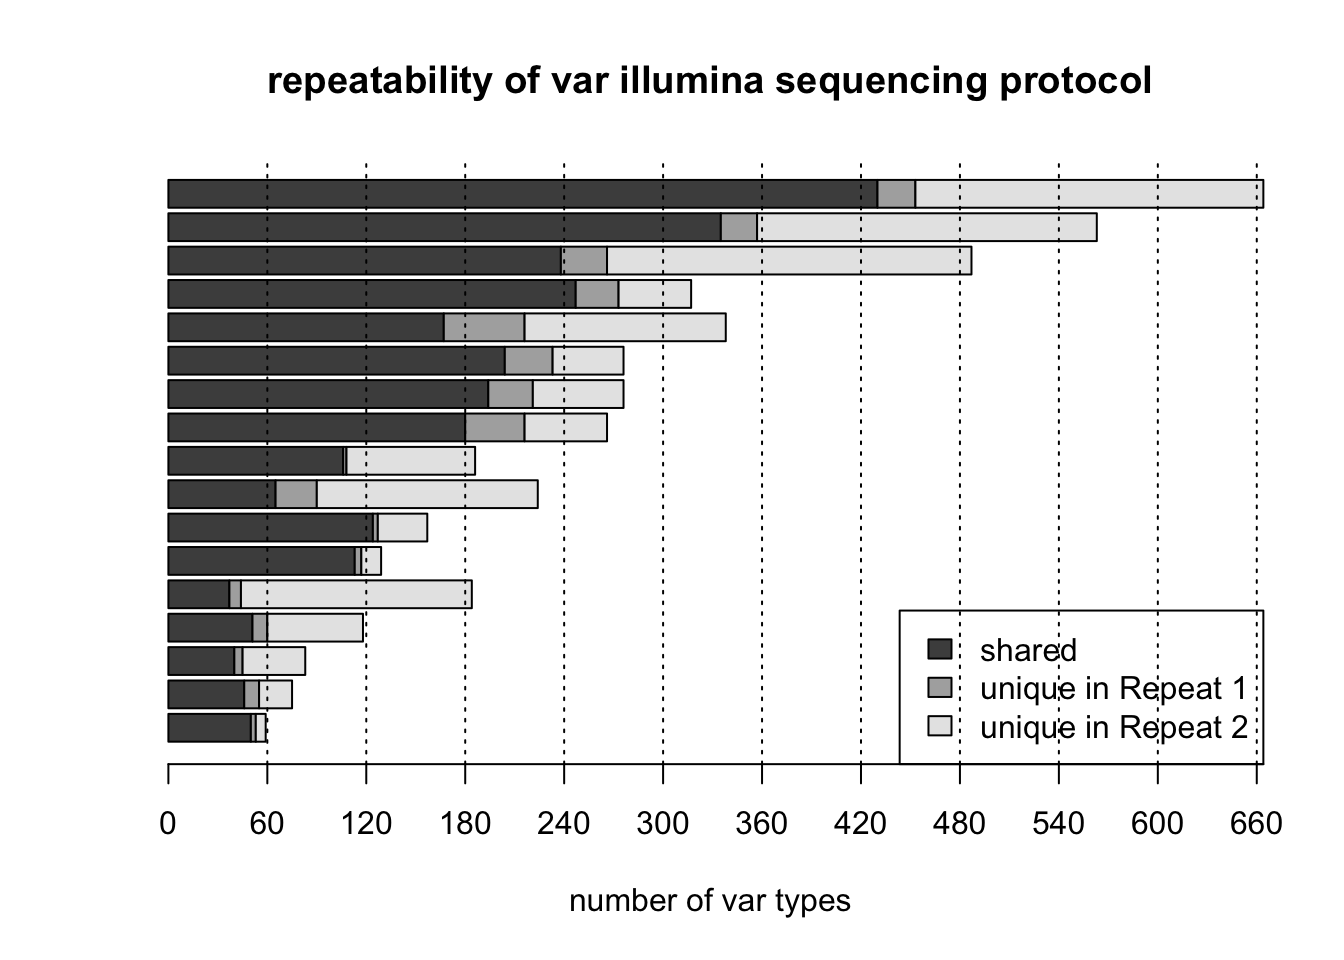 repeatability of var illumina sequencing protocol
shared
unique in Repeat 1
unique in Repeat 2
0 60 120 180 240 300 360 420 480 540 600 660
number of var types